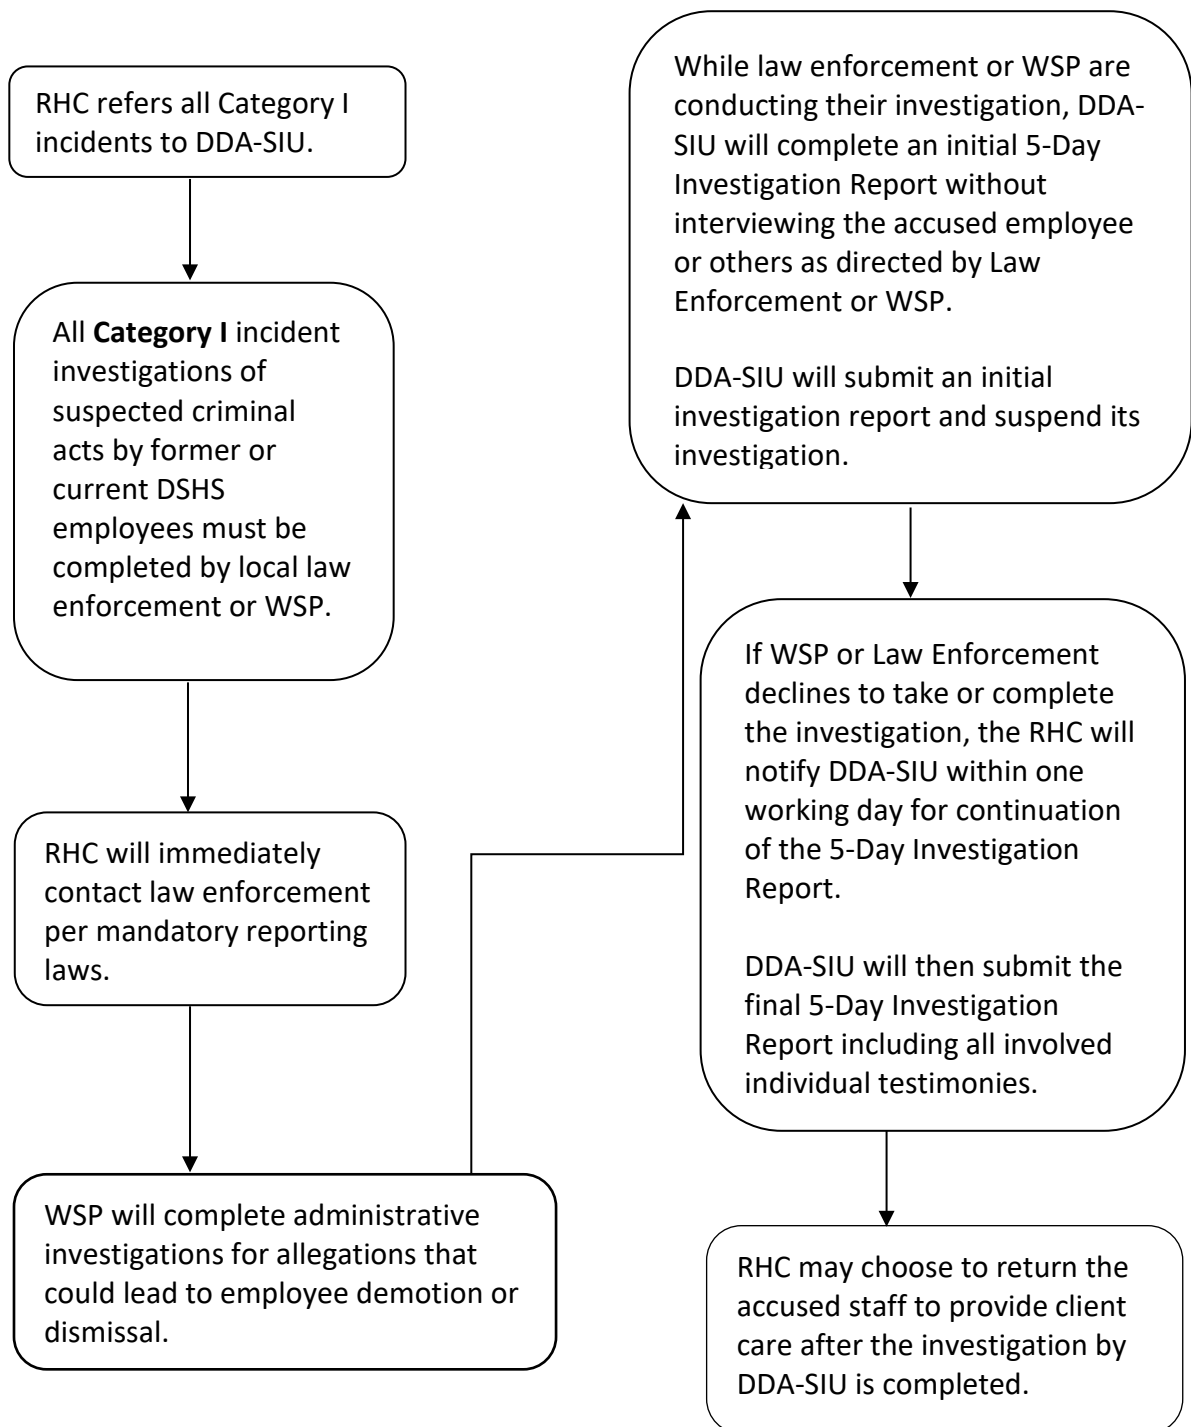 RHC refers all Category I
incidents to DDA-SIU.
All Category I incident
investigations of
suspected criminal
acts by former or
current DSHS
employees must be
completed by local law
enforcement or WSP.
RHC will immediately
contact law enforcement
per mandatory reporting
laws.
WSP will complete administrative
investigations for allegations that
could lead to employee demotion or
dismissal.
While law enforcement or WSP are
conducting their investigation, DDA-
SIU will complete an initial 5-Day
Investigation Report without
interviewing the accused employee
or others as directed by Law
Enforcement or WSP.
DDA-SIU will submit an initial
investigation report and suspend its
investigation.
If WSP or Law Enforcement
declines to take or complete
the investigation, the RHC will
notify DDA-SIU within one
working day for continuation
of the 5-Day Investigation
Report.
DDA-SIU will then submit the
final 5-Day Investigation
Report including all involved
individual testimonies.
RHC may choose to return the
accused staff to provide client
care after the investigation by
DDA-SIU is completed.